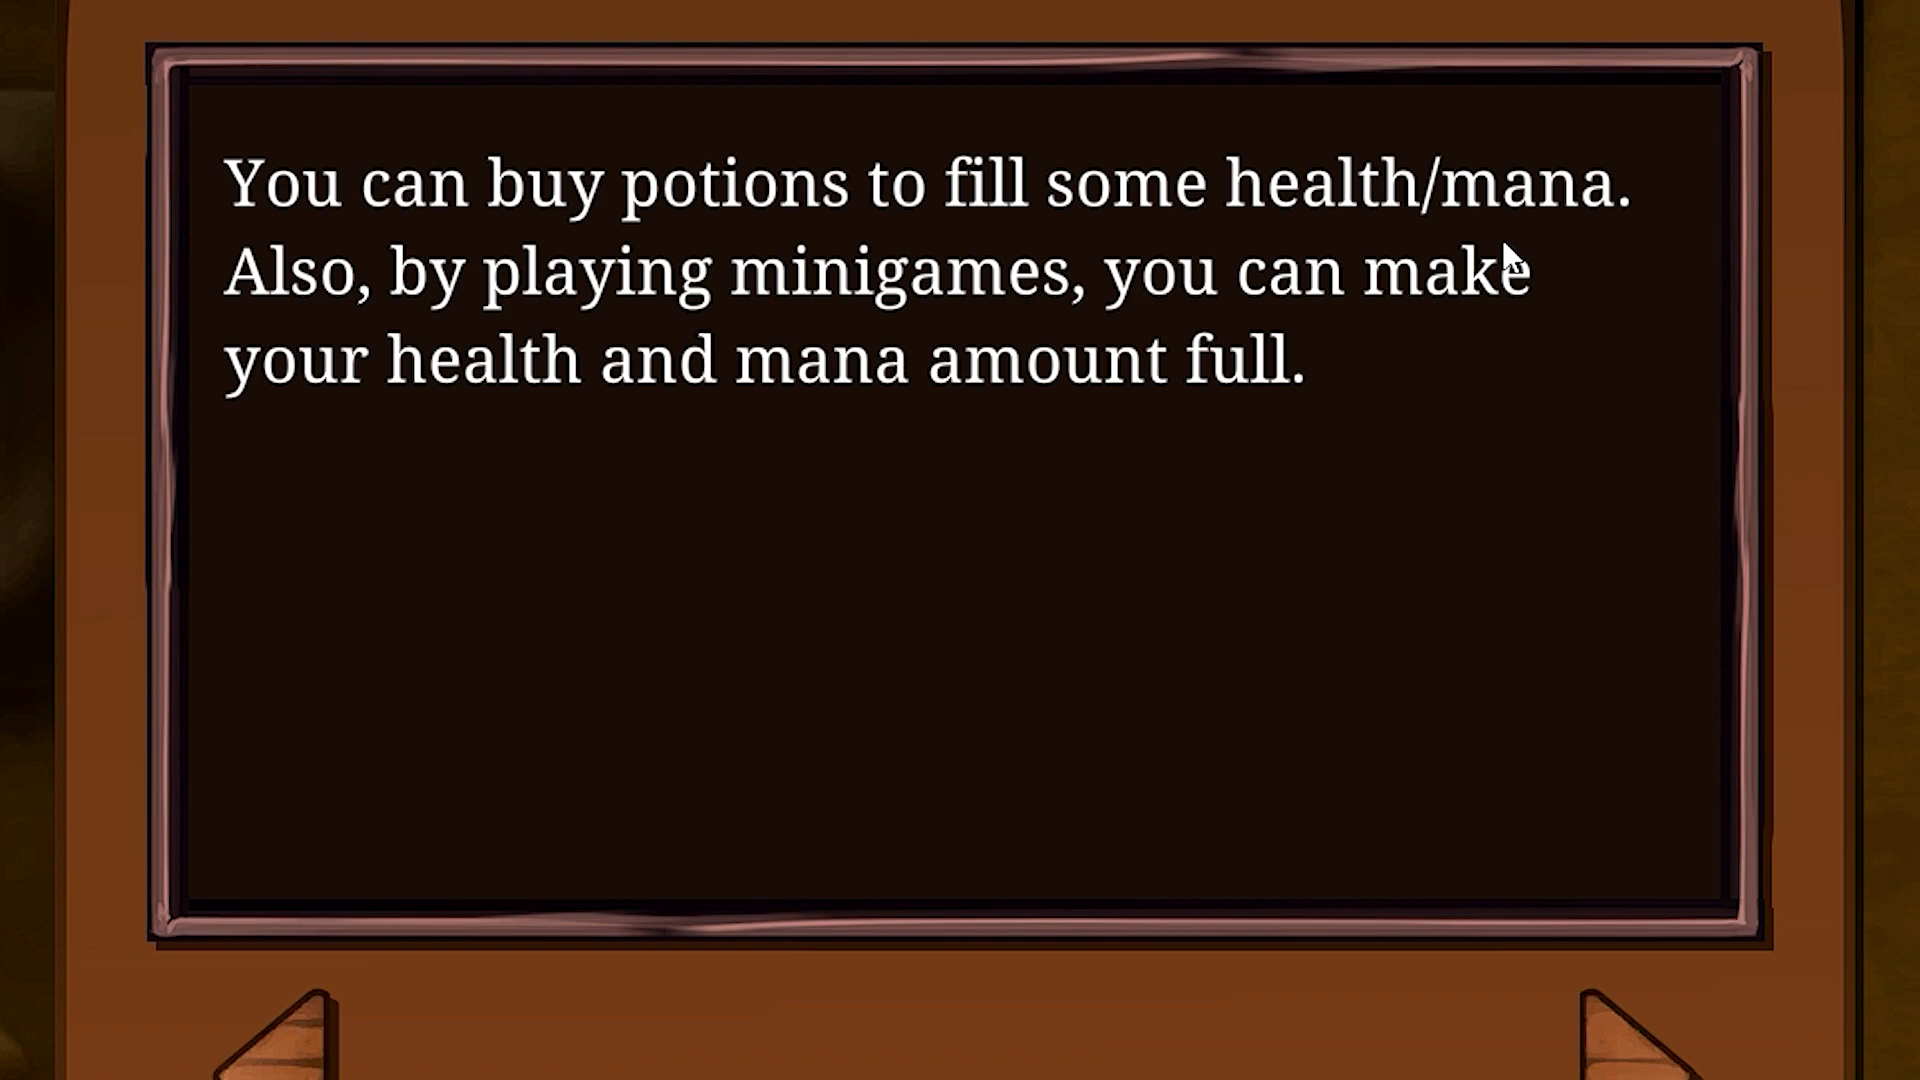 You can buy potions to fill some health/mana.
Also, by playing minigames, you can make
your health and mana amount full.